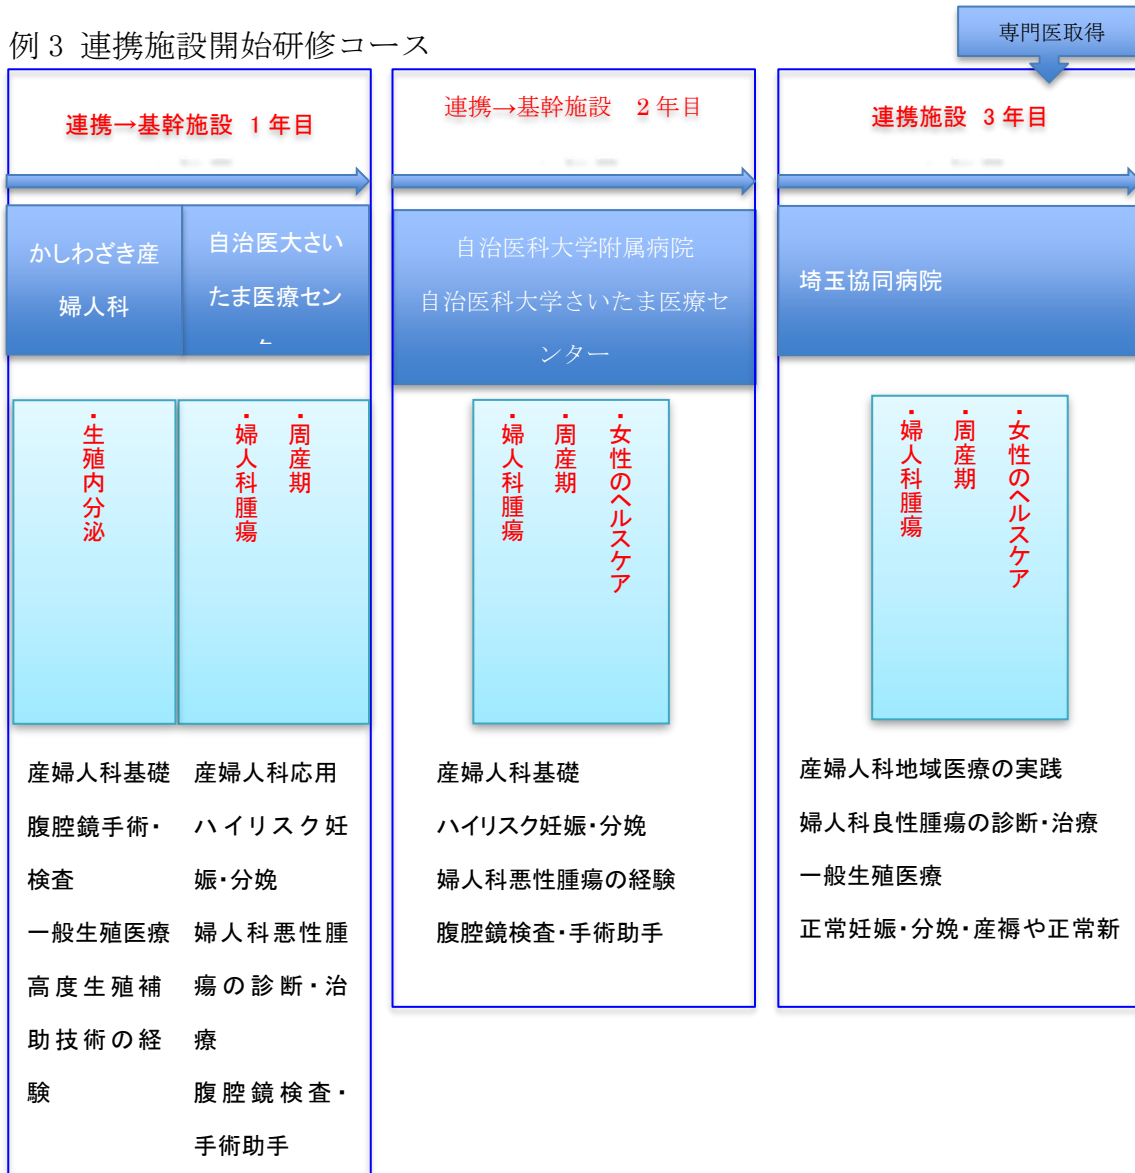 例3 連携施設開始研修コース
専門医取得
連携→基幹施設 1年目
かしわざき産
婦人科
自治医大さい
たま医療セン
・生殖内分泌
・周産期
・婦人科腫瘍
産婦人科基礎
腹腔鏡手術・
検査
一般生殖医療
高度生殖補
助技術の経
験
産婦人科応用
ハイリスク妊
娠・分娩
婦人科悪性腫
瘍の診断・治
療
腹腔鏡検査・
手術助手
連携→基幹施設 2年目
自治医科大学附属病院
自治医科大学さいたま医療セ
ンター
・女性のヘルスケア
・周産期
・婦人科腫瘍
産婦人科基礎
ハイリスク妊娠・分娩
婦人科悪性腫瘍の経験
腹腔鏡検査・手術助手
連携施設 3年目
埼玉協同病院
・女性のヘルスケア
・周産期
・婦人科腫瘍
産婦人科地域医療の実践
婦人科良性腫瘍の診断・治療
一般生殖医療
正常妊娠・分娩・産褥や正常新